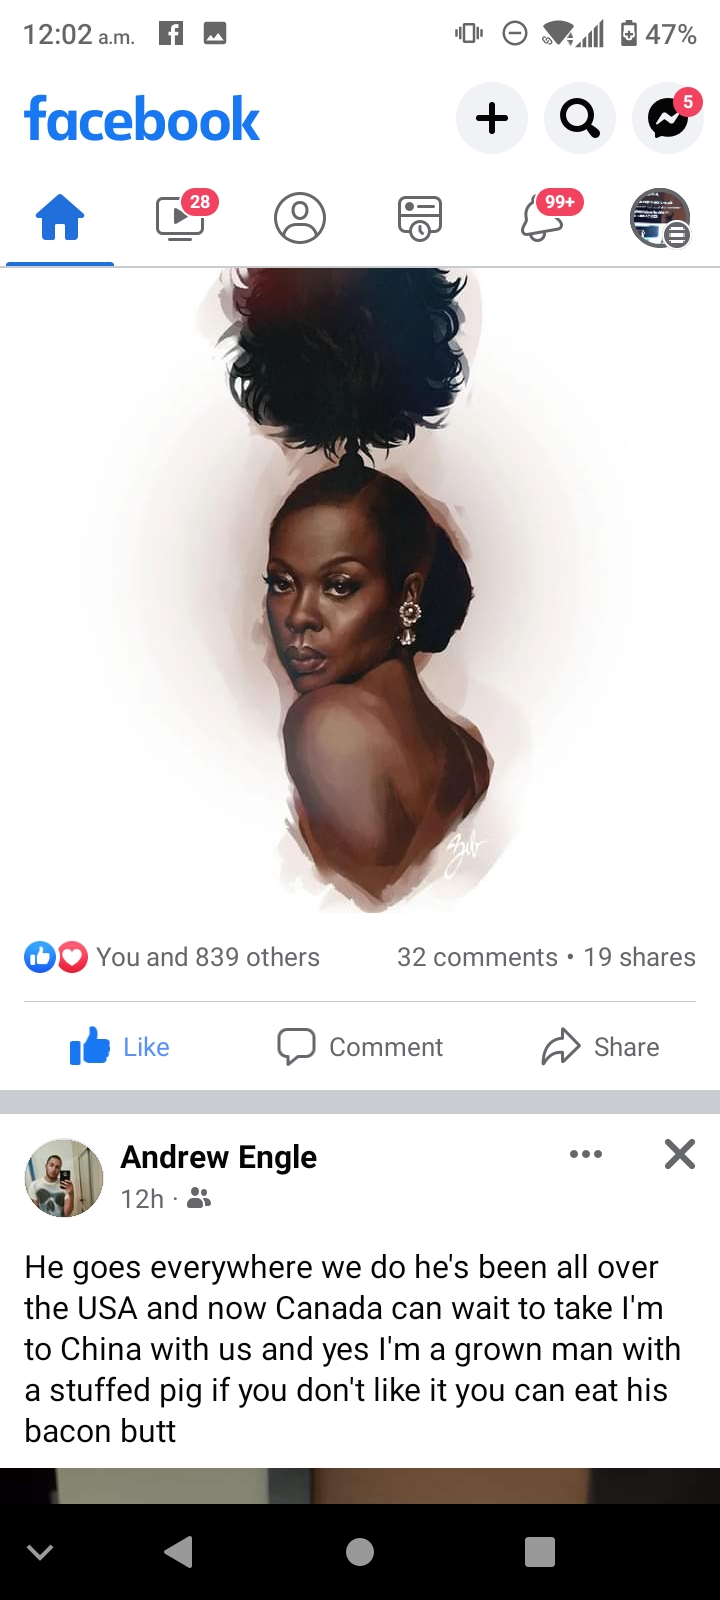 12:02 a.m.
47%
facebook
5
28
99+
You and 839 others
32 comments • 19 shares
Like
Comment
Share
Andrew Engle
12h ·
He goes everywhere we do he's been all over
the USA and now Canada can wait to take I'm
to China with us and yes I'm a grown man with
a stuffed pig if you don't like it you can eat his
bacon butt